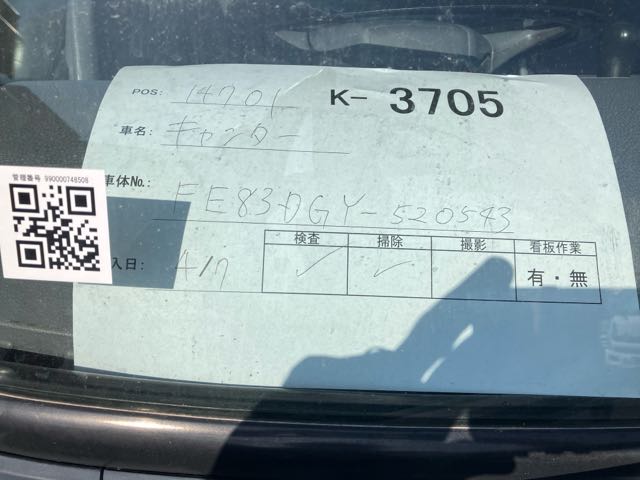 POS: 14701 K- 3705
車名: キャンター
管理番号 990000748508
車体No.: FE83DGY-520543
入日: 4/17
検査 掃除 撮影 看板作業
✓ ✓ 有・無